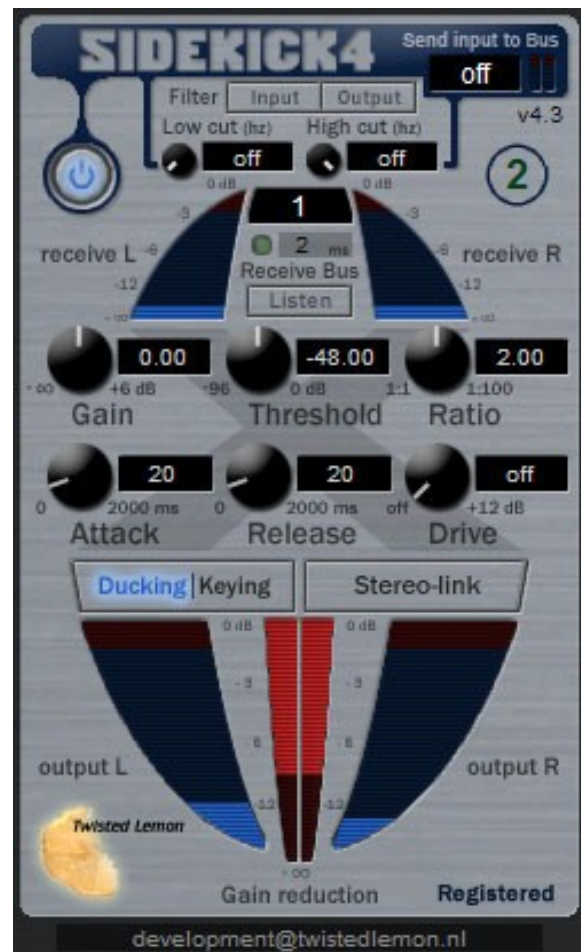 SIDEKICK4
Send input to Bus
off
v4.3
Filter Input Output
Low cut (hz) High cut (hz)
off off
2
0 dB 0 dB
-3 -3
1
receive L -6 -6 receive R
2 ms
Receive Bus
-12 -12
Listen
-∞ -∞
0.00 -48.00 2.00
-∞ +6 dB -96 0 dB 1:1 1:100
Gain Threshold Ratio
20 20 off
0 2000 ms 0 2000 ms off +12 dB
Attack Release Drive
Ducking|Keying Stereo-link
0 dB 0 dB
-3 -3
6 6
output L output R
-12 -12
Twisted Lemon
-∞
Gain reduction Registered
development@twistedlemon.nl